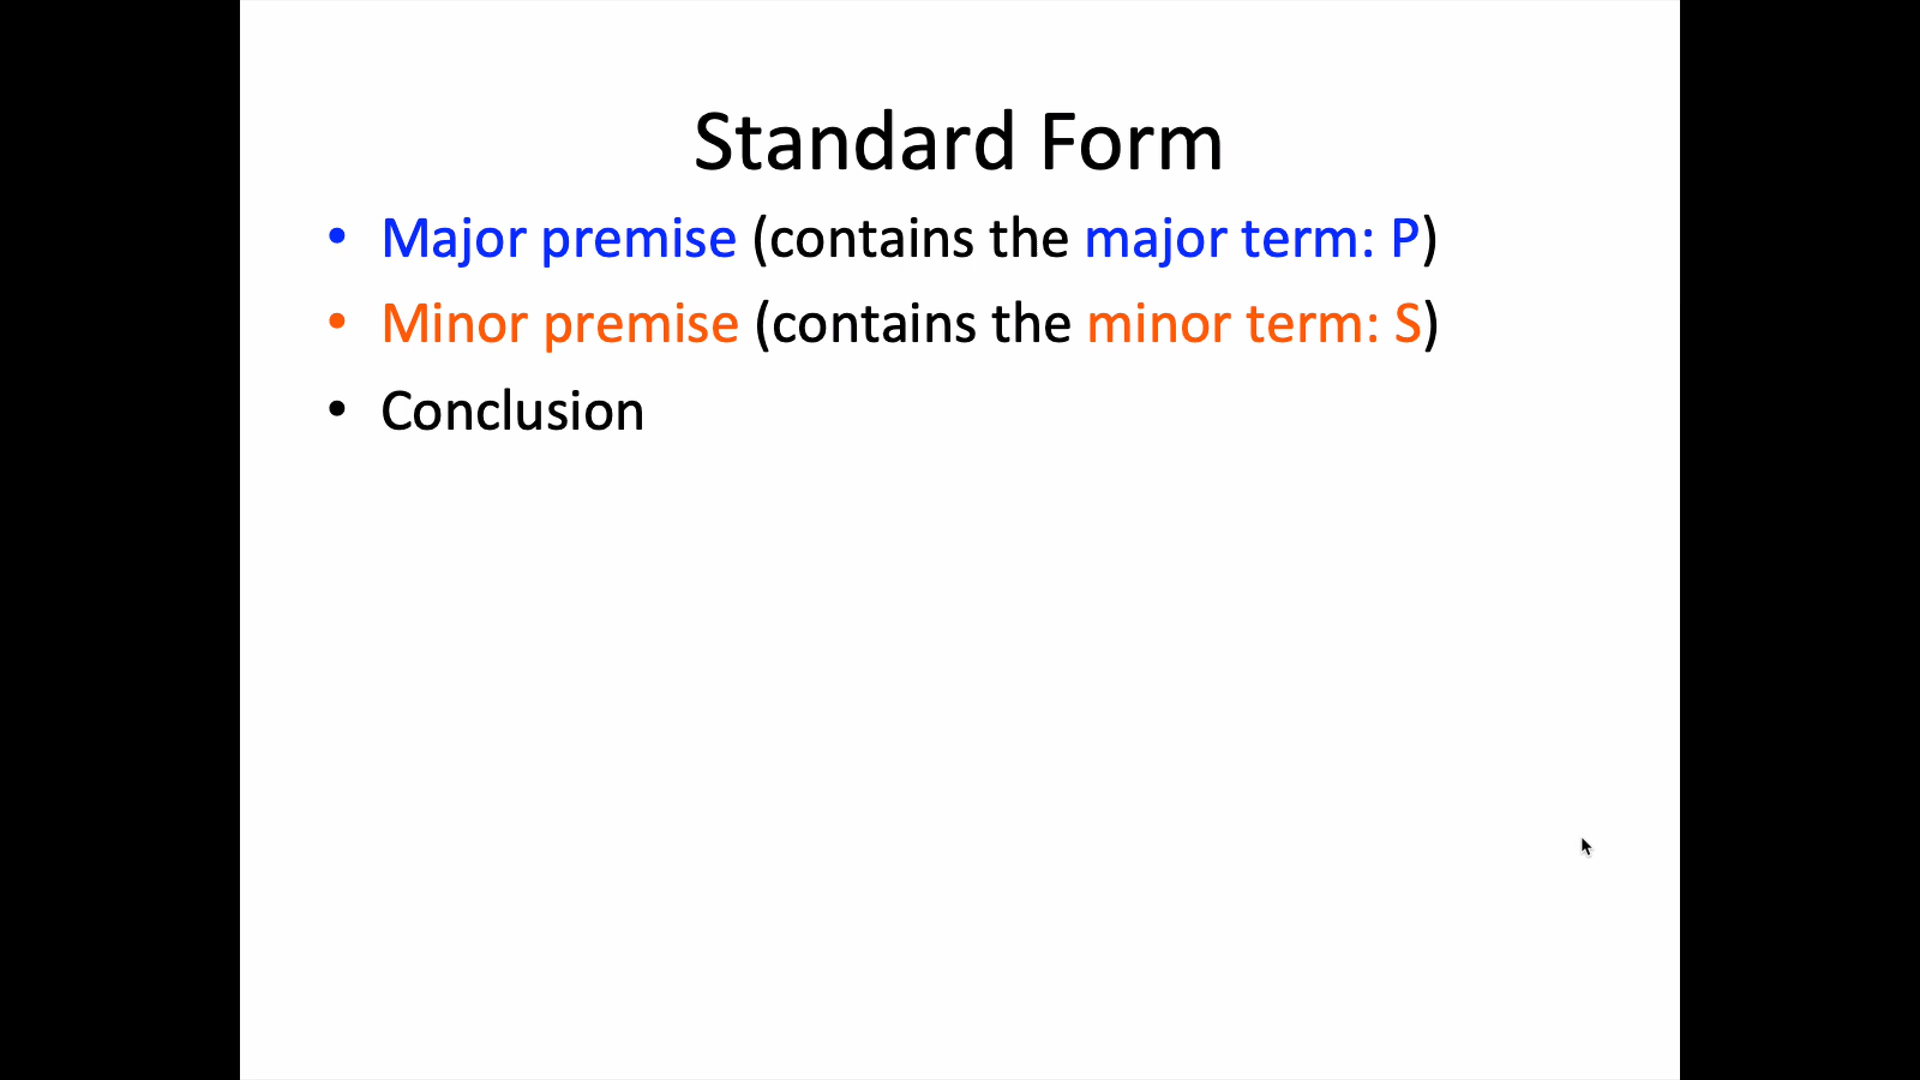 Standard Form
• Major premise (contains the major term: P)
• Minor premise (contains the minor term: S)
• Conclusion